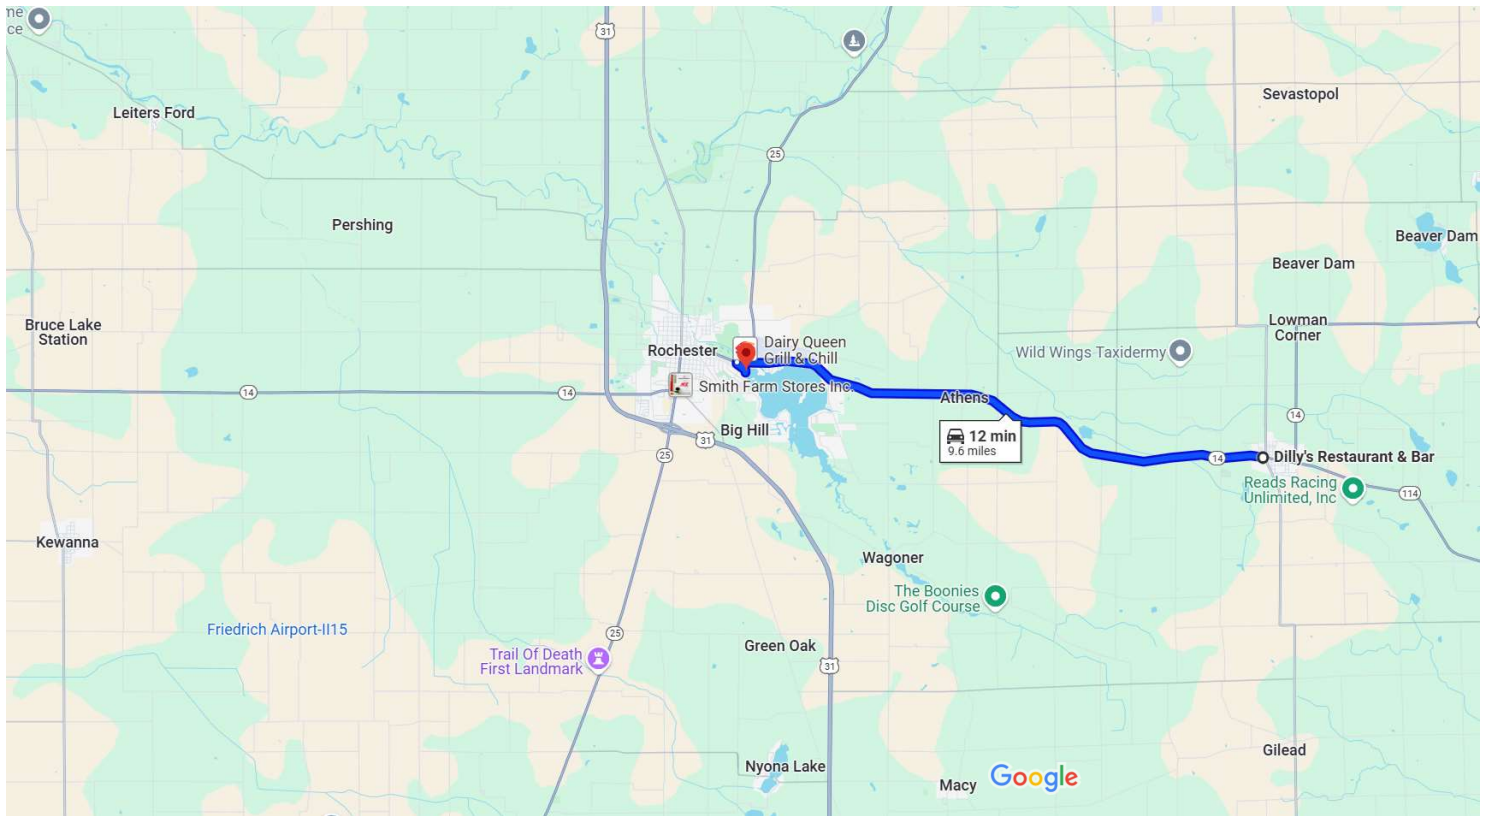 me
ce
31
Leiters Ford
Sevastopol
25
Pershing
Beaver Dam
Beaver Dam
Bruce Lake
Station
Lowman
Corner
Rochester
Dairy Queen
Grill & Chill
Wild Wings Taxidermy
Smith Farm Stores Inc.
14
14
Athens
14
Big Hill
31
12 min
9.6 miles
25
14
Dilly's Restaurant & Bar
Reads Racing
Unlimited, Inc
114
Kewanna
Wagoner
The Boonies
Disc Golf Course
Friedrich Airport-II15
25
Trail Of Death
First Landmark
Green Oak
31
Gilead
Nyona Lake
Macy
Google